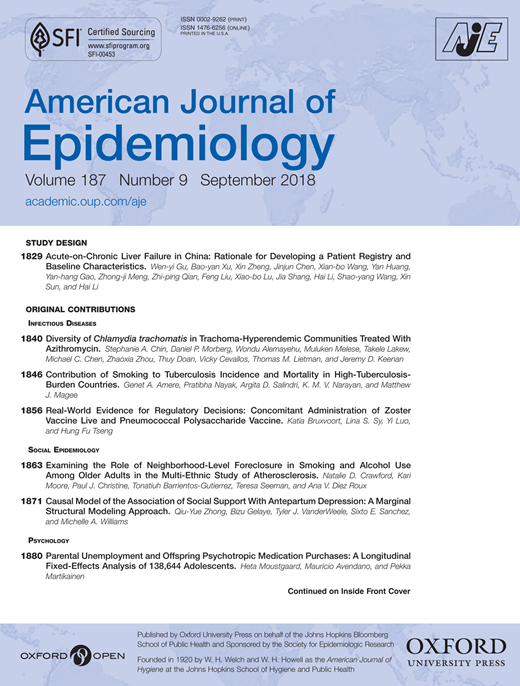 SFI
Certified Sourcing
www.sfiprogram.org
SFI-00453
ISSN 0002-9262 (PRINT)
ISSN 1476-6256 (ONLINE)
PRINTED IN THE U.S.A.
AJE
American Journal of
Epidemiology
Volume 187 Number 9 September 2018
academic.oup.com/aje
STUDY DESIGN
1829 Acute-on-Chronic Liver Failure in China: Rationale for Developing a Patient Registry and
Baseline Characteristics. Wen-yi Gu, Bao-yan Xu, Xin Zheng, Jinjun Chen, Xian-bo Wang, Yan Huang,
Yan-hang Gao, Zhong-ji Meng, Zhi-ping Qian, Feng Liu, Xiao-bo Lu, Jia Shang, Hai Li, Shao-yang Wang, Xin
Sun, and Hai Li
ORIGINAL CONTRIBUTIONS
INFECTIOUS DISEASES
1840 Diversity of Chlamydia trachomatis in Trachoma-Hyperendemic Communities Treated With
Azithromycin. Stephanie A. Chin, Daniel P. Morberg, Wondu Alemayehu, Muluken Melese, Takele Lakew,
Michael C. Chen, Zhaoxia Zhou, Thuy Doan, Vicky Cevallos, Thomas M. Lietman, and Jeremy D. Keenan
1846 Contribution of Smoking to Tuberculosis Incidence and Mortality in High-Tuberculosis-
Burden Countries. Genet A. Amere, Pratibha Nayak, Argita D. Salindri, K. M. V. Narayan, and Matthew
J. Magee
1856 Real-World Evidence for Regulatory Decisions: Concomitant Administration of Zoster
Vaccine Live and Pneumococcal Polysaccharide Vaccine. Katia Bruxvoort, Lina S. Sy, Yi Luo,
and Hung Fu Tseng
SOCIAL EPIDEMIOLOGY
1863 Examining the Role of Neighborhood-Level Foreclosure in Smoking and Alcohol Use
Among Older Adults in the Multi-Ethnic Study of Atherosclerosis. Natalie D. Crawford, Kari
Moore, Paul J. Christine, Tonatiuh Barrientos-Gutierrez, Teresa Seeman, and Ana V. Diez Roux
1871 Causal Model of the Association of Social Support With Antepartum Depression: A Marginal
Structural Modeling Approach. Qiu-Yue Zhong, Bizu Gelaye, Tyler J. VanderWeele, Sixto E. Sanchez,
and Michelle A. Williams
PSYCHOLOGY
1880 Parental Unemployment and Offspring Psychotropic Medication Purchases: A Longitudinal
Fixed-Effects Analysis of 138,644 Adolescents. Heta Moustgaard, Mauricio Avendano, and Pekka
Martikainen
Continued on Inside Front Cover
OXFORD OPEN
Published by Oxford University Press on behalf of the Johns Hopkins Bloomberg
School of Public Health and Sponsored by the Society for Epidemiologic Research
Founded in 1920 by W. H. Welch and W. H. Howell as the American Journal of
Hygiene at the Johns Hopkins School of Hygiene and Public Health
OXFORD
UNIVERSITY PRESS